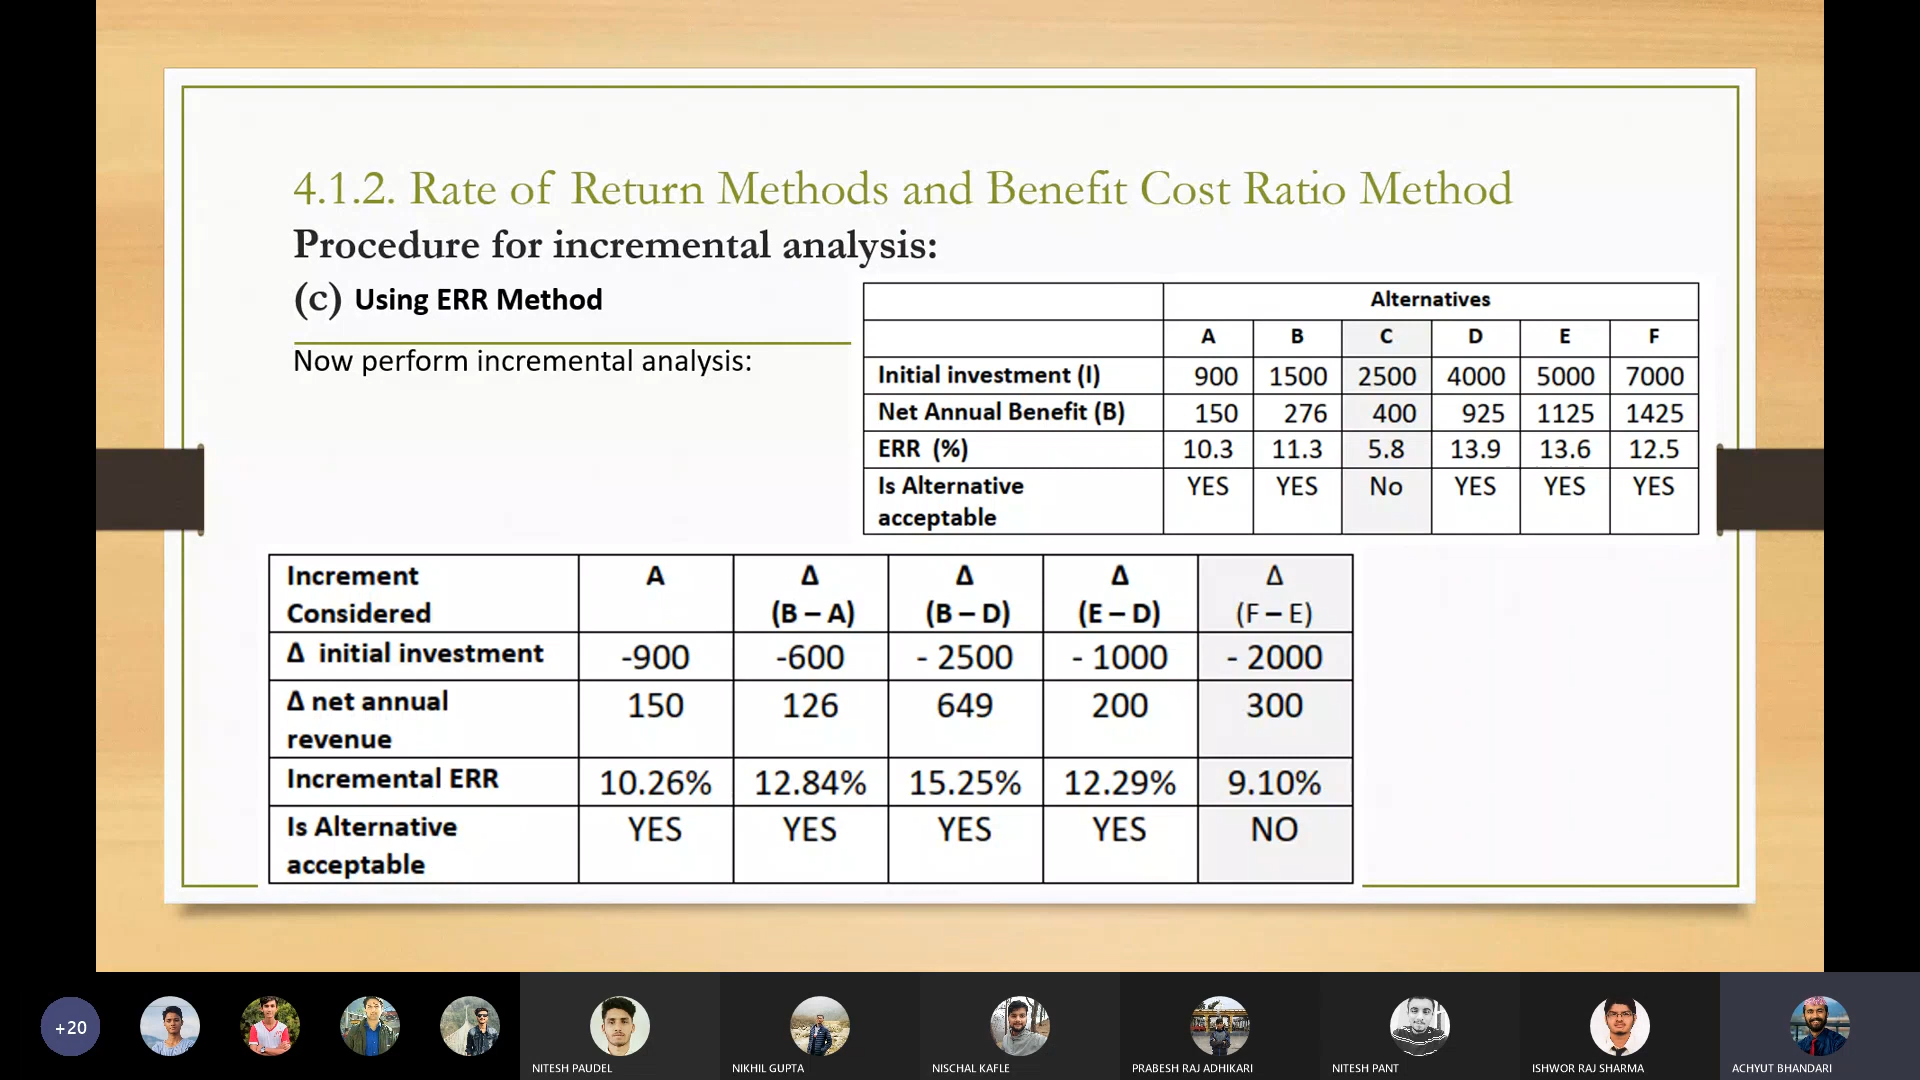 4.1.2. Rate of Return Methods and Benefit Cost Ratio Method
Procedure for incremental analysis:
(c) Using ERR Method
Now perform incremental analysis:
Alternatives
A B C D E F
Initial investment (I) 900 1500 2500 4000 5000 7000
Net Annual Benefit (B) 150 276 400 925 1125 1425
ERR (%) 10.3 11.3 5.8 13.9 13.6 12.5
Is Alternative YES YES No YES YES YES
acceptable
Increment A Δ Δ Δ Δ
Considered (B – A) (B – D) (E – D) (F – E)
Δ initial investment -900 -600 - 2500 - 1000 - 2000
Δ net annual 150 126 649 200 300
revenue
Incremental ERR 10.26% 12.84% 15.25% 12.29% 9.10%
Is Alternative YES YES YES YES NO
acceptable
+20
NITESH PAUDEL NIKHIL GUPTA NISCHAL KAFLE PRABESH RAJ ADHIKARI NITESH PANT ISHWOR RAJ SHARMA ACHYUT BHANDARI